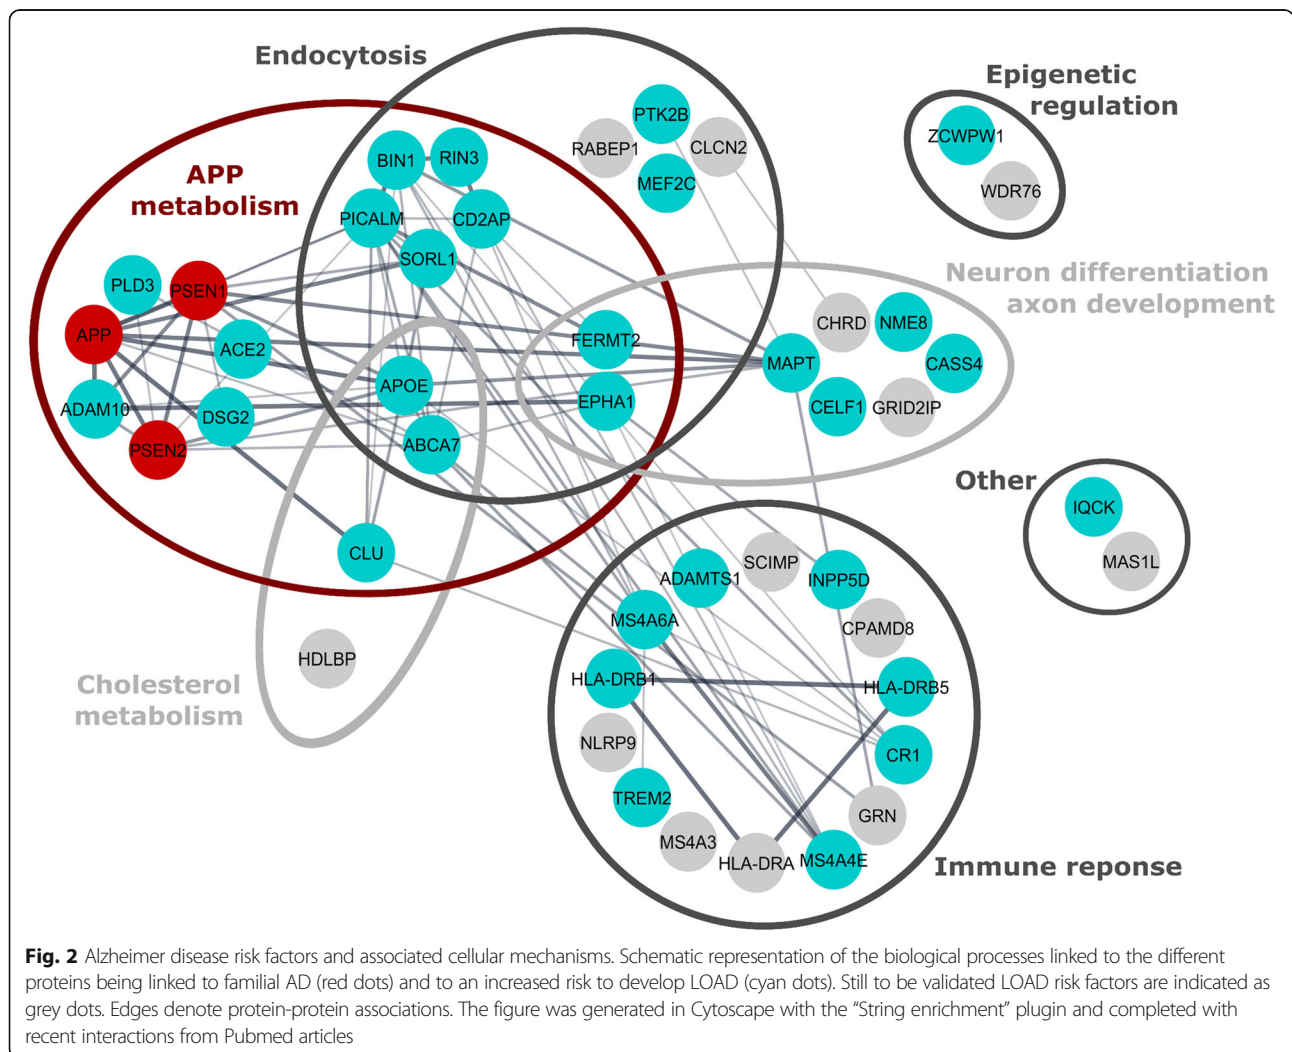 Endocytosis
Epigenetic
regulation
PTK2B
ZCWPW1
RABEP1
CLCN2
BIN1
RIN3
APP
metabolism
MEF2C
WDR76
PICALM
CD2AP
SORL1
Neuron differentiation
axon development
PLD3
PSEN1
CHRD
NME8
APP
ACE2
FERMT2
MAPT
CASS4
APOE
EPHA1
CELF1
GRID2IP
ADAM10
DSG2
PSEN2
ABCA7
Other
IQCK
CLU
SCIMP
MAS1L
ADAMTS1
INPP5D
MS4A6A
CPAMD8
HDLBP
HLA-DRB1
HLA-DRB5
Cholesterol
metabolism
NLRP9
CR1
TREM2
GRN
MS4A3
HLA-DRA
MS4A4E
Immune reponse
Fig. 2 Alzheimer disease risk factors and associated cellular mechanisms. Schematic representation of the biological processes linked to the different
proteins being linked to familial AD (red dots) and to an increased risk to develop LOAD (cyan dots). Still to be validated LOAD risk factors are indicated as
grey dots. Edges denote protein-protein associations. The figure was generated in Cytoscape with the “String enrichment” plugin and completed with
recent interactions from Pubmed articles